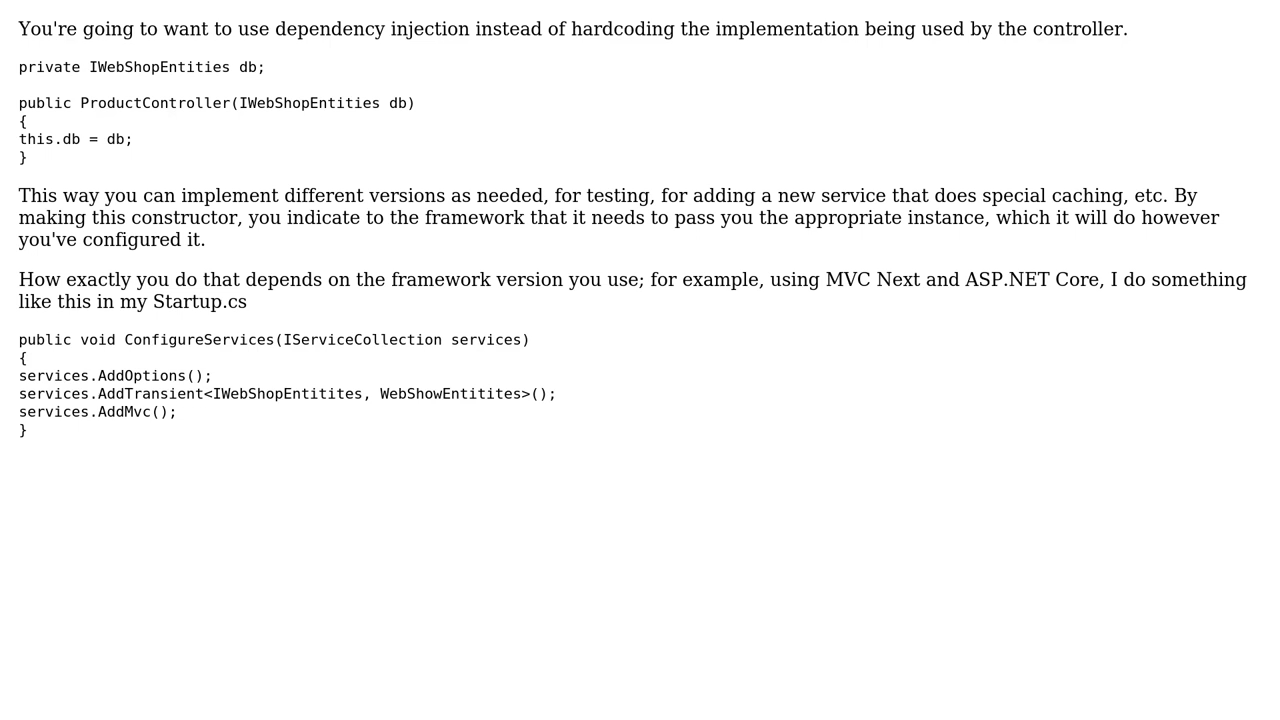 You're going to want to use dependency injection instead of hardcoding the implementation being used by the controller.
private IWebShopEntities db;
public ProductController(IWebShopEntities db)
{
this.db = db;
}
This way you can implement different versions as needed, for testing, for adding a new service that does special caching, etc. By
making this constructor, you indicate to the framework that it needs to pass you the appropriate instance, which it will do however
you've configured it.
How exactly you do that depends on the framework version you use; for example, using MVC Next and ASP.NET Core, I do something
like this in my Startup.cs
public void ConfigureServices(IServiceCollection services)
{
services.AddOptions();
services.AddTransient<IWebShopEntitites, WebShowEntitites>();
services.AddMvc();
}